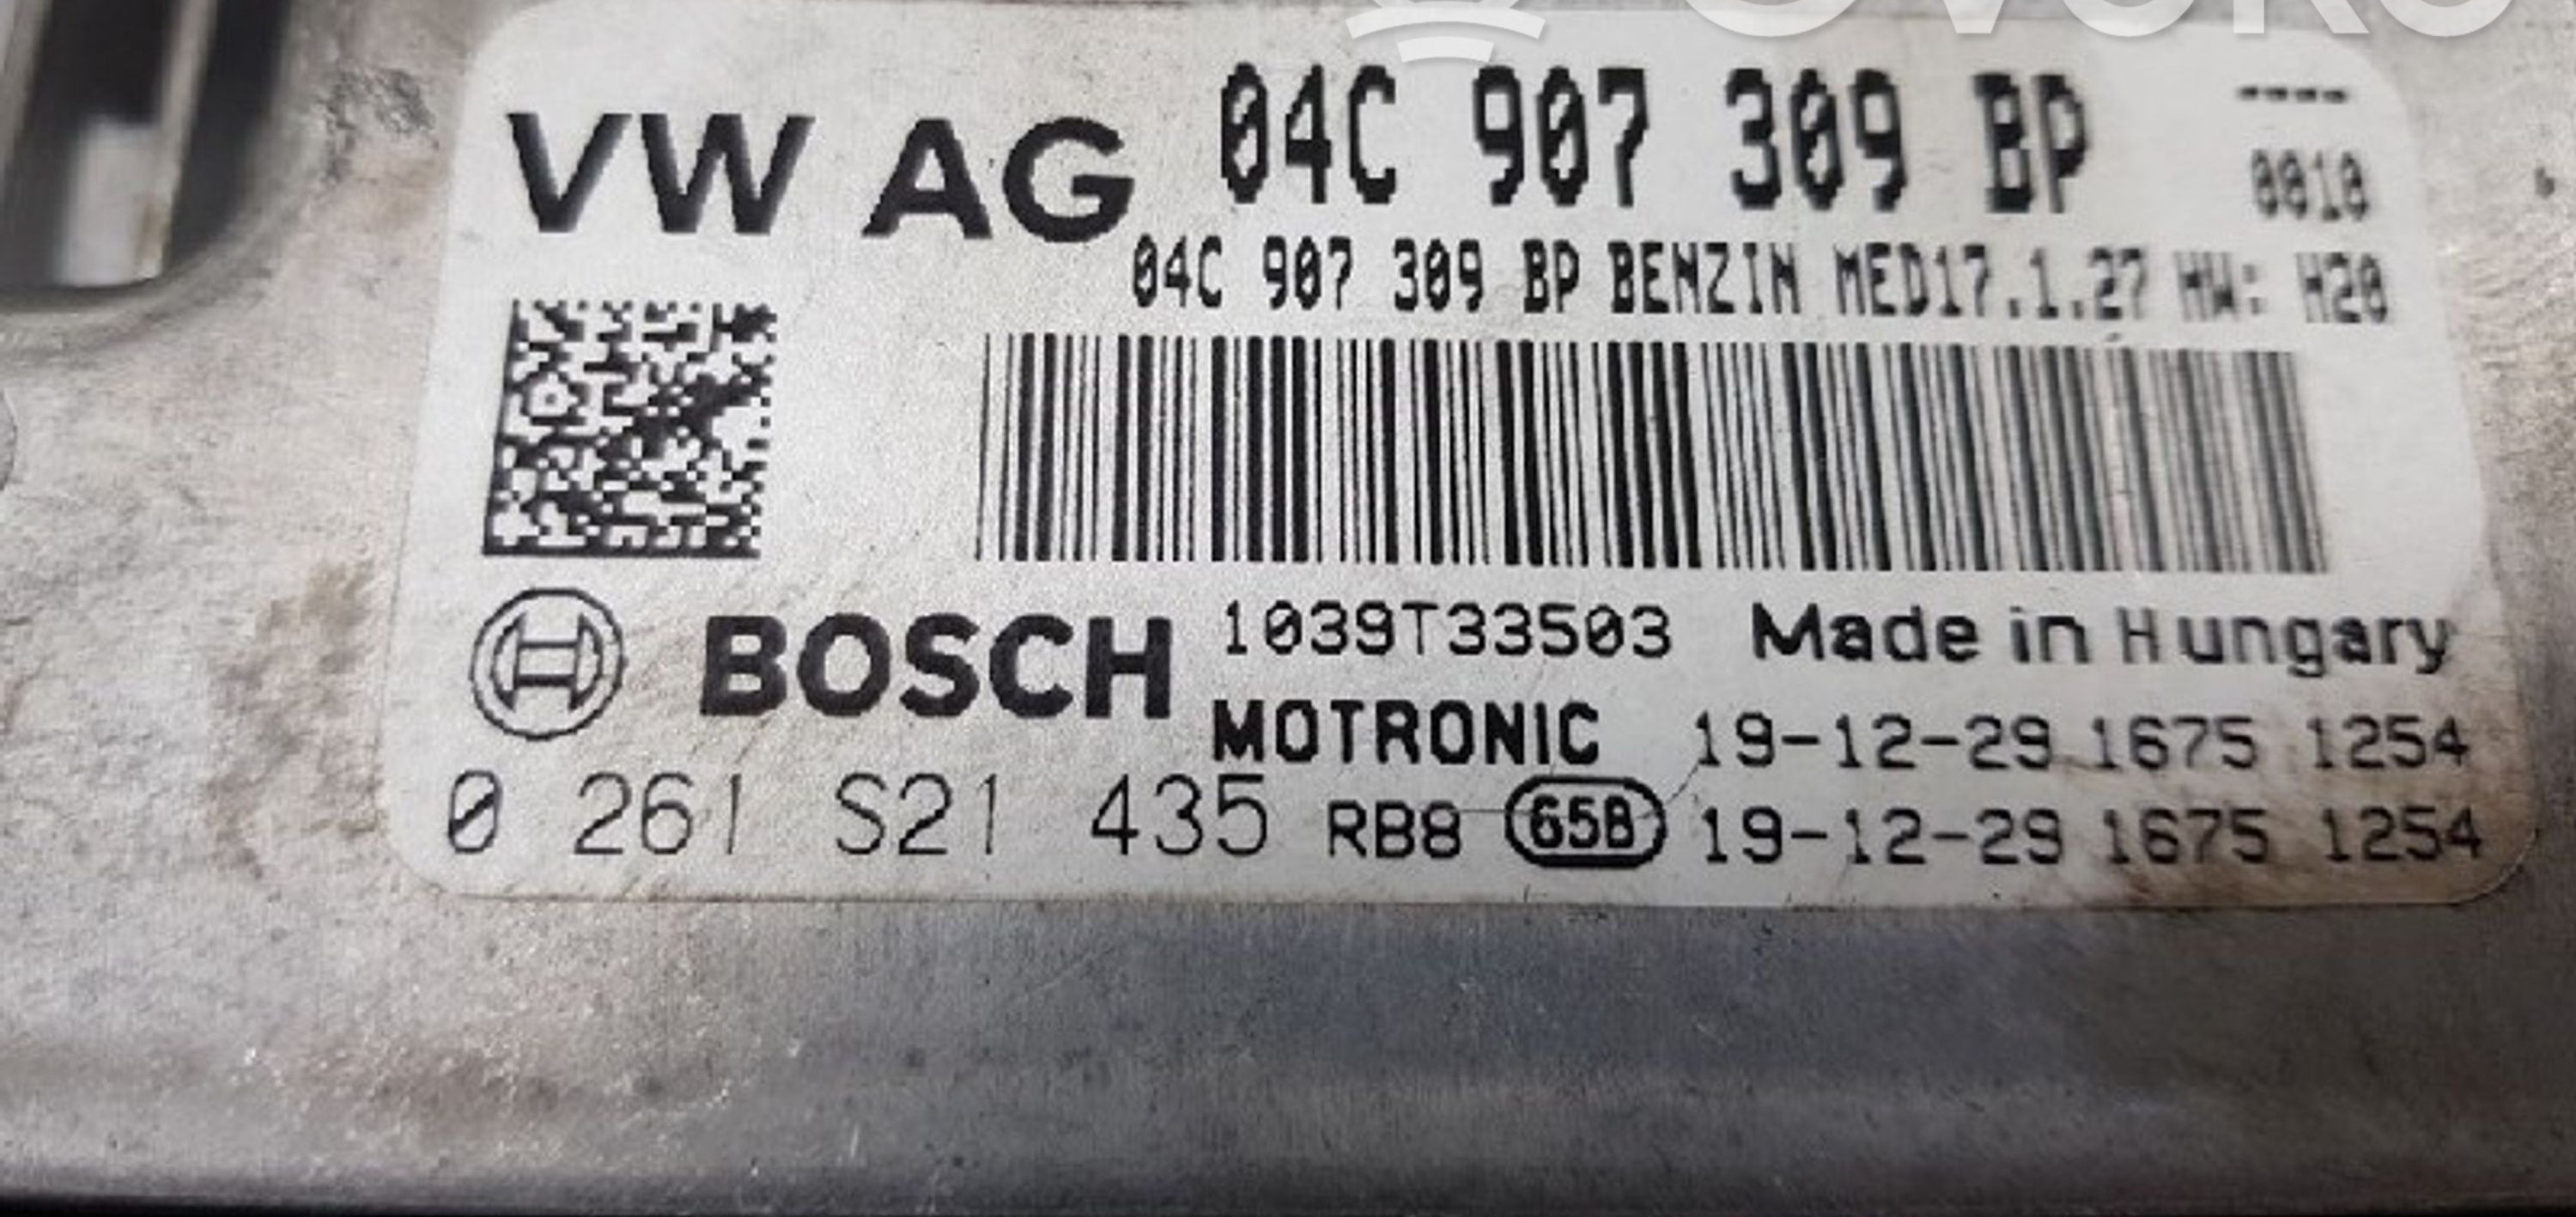 VW AG 04C 907 309 BP ----
0010
04C 907 309 BP BENZIN MED17.1.27 HW: H20
BOSCH 1039T33503 Made in Hungary
MOTRONIC 19-12-29 1675 1254
0 261 S21 435 RB8 65B 19-12-29 1675 1254